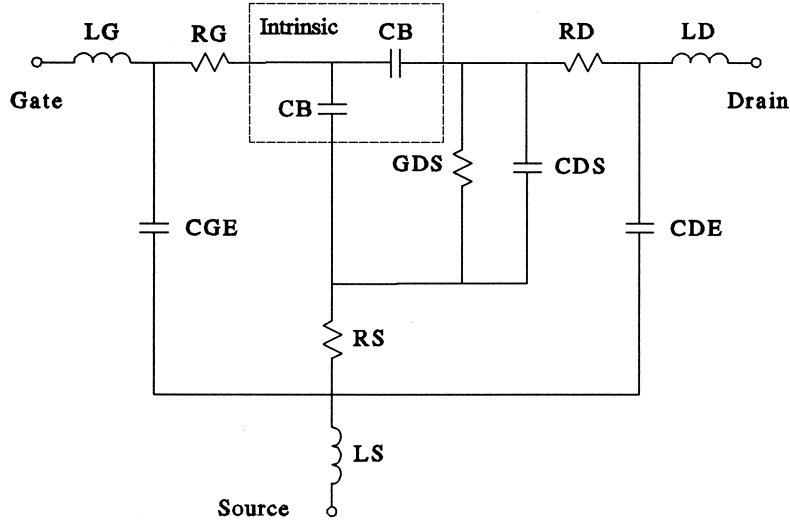 LG
RG
Intrinsic
CB
RD
LD
Gate
CB
Drain
GDS
CDS
CGE
CDE
RS
LS
Source